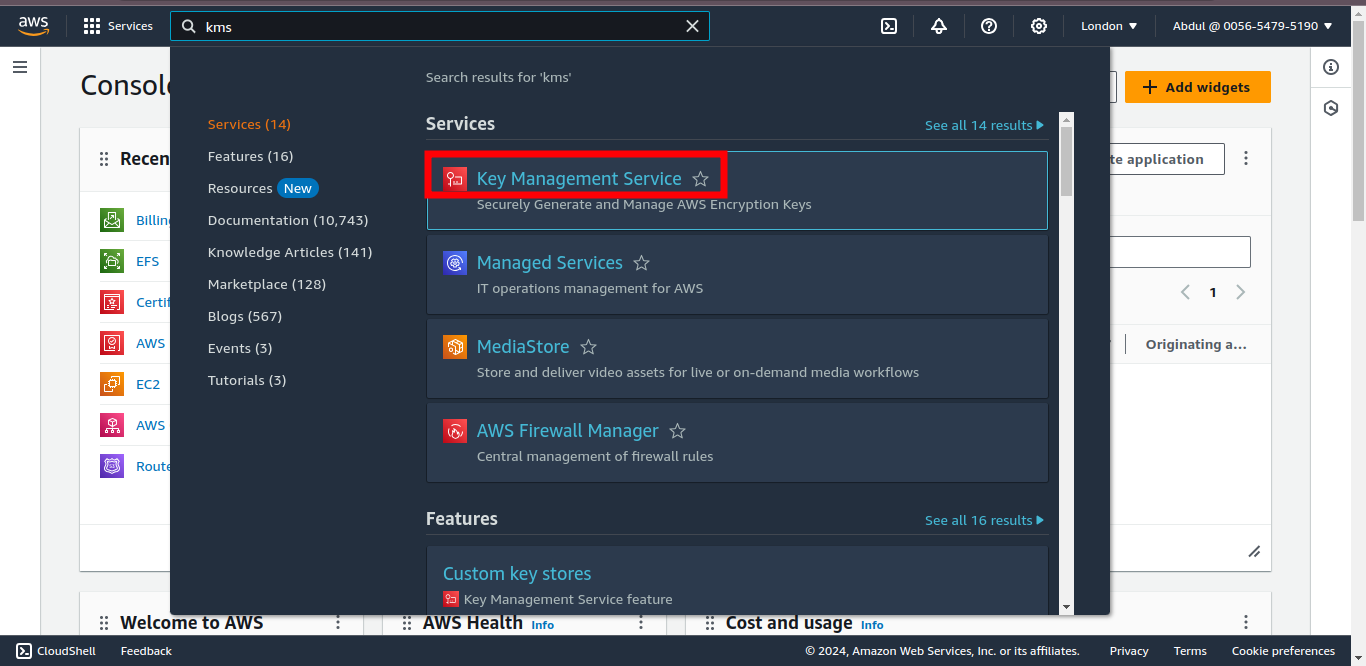 aws
Services
kms
London
Abdul @ 0056-5479-5190
Search results for 'kms'
Services (14)
Features (16)
Resources New
Documentation (10,743)
Knowledge Articles (141)
Marketplace (128)
Blogs (567)
Events (3)
Tutorials (3)
Services
See all 14 results
Key Management Service
Securely Generate and Manage AWS Encryption Keys
Managed Services
IT operations management for AWS
MediaStore
Store and deliver video assets for live or on-demand media workflows
AWS Firewall Manager
Central management of firewall rules
Features
See all 16 results
Custom key stores
Key Management Service feature
Consol
Add widgets
Recen
te application
Billing
EFS
Certif
AWS
EC2
AWS
Route
1
Originating a...
Welcome to AWS
AWS Health Info
Cost and usage Info
CloudShell
Feedback
© 2024, Amazon Web Services, Inc. or its affiliates.
Privacy
Terms
Cookie preferences